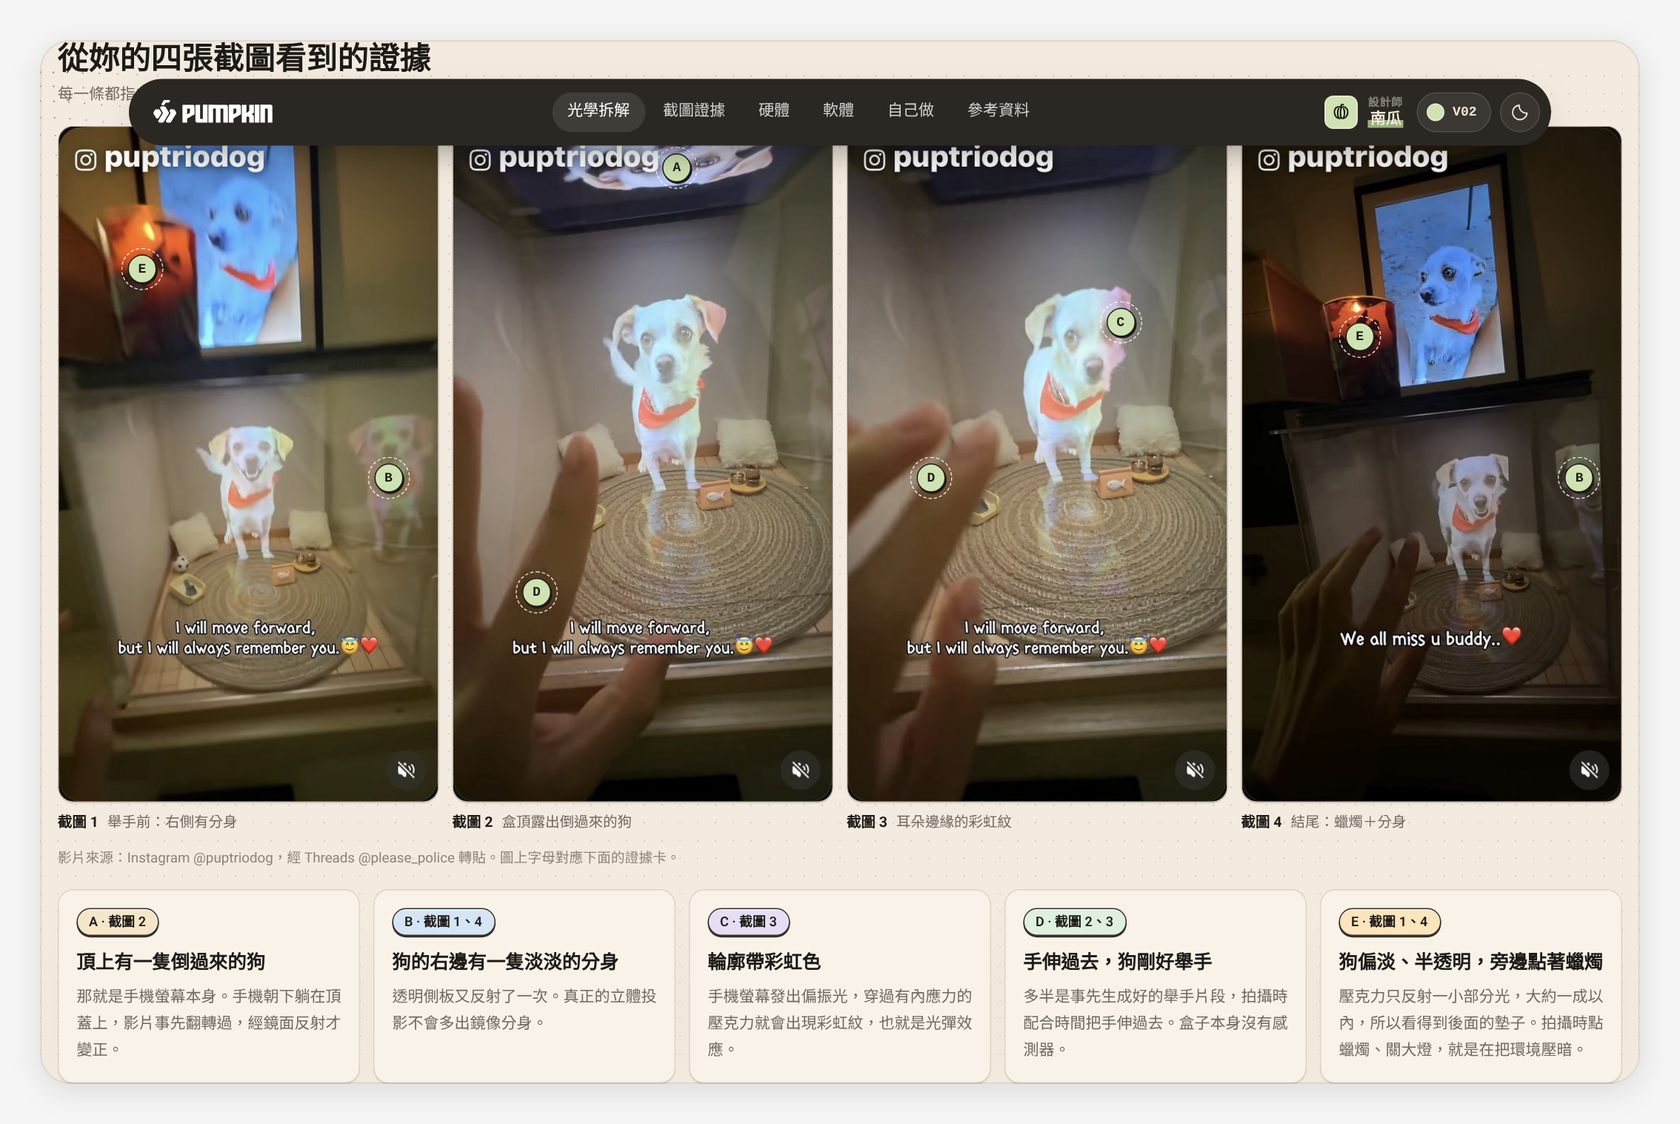 從妳的四張截圖看到的證據
每一條都指
PUMPKIN
光學拆解
截圖證據
硬體
軟體
自己做
參考資料
設計師
南瓜
V02
puptriodog
puptriodog
puptriodog
puptriodog
E
B
I will move forward,
but I will always remember you.😇❤️
A
D
I will move forward,
but I will always remember you.😇❤️
C
D
I will move forward,
but I will always remember you.😇❤️
E
B
We all miss u buddy..❤️
截圖 1 舉手前：右側有分身
截圖 2 盒頂露出倒過來的狗
截圖 3 耳朵邊緣的彩虹紋
截圖 4 結尾：蠟燭＋分身
影片來源：Instagram @puptriodog，經 Threads @please_police 轉貼。圖上字母對應下面的證據卡。
A · 截圖 2
頂上有一隻倒過來的狗
那就是手機螢幕本身。手機朝下躺在頂
蓋上，影片事先翻轉過，經鏡面反射才
變正。
B · 截圖 1、4
狗的右邊有一隻淡淡的分身
透明側板又反射了一次。真正的立體投
影不會多出鏡像分身。
C · 截圖 3
輪廓帶彩虹色
手機螢幕發出偏振光，穿過有內應力的
壓克力就會出現彩虹紋，也就是光彈效
應。
D · 截圖 2、3
手伸過去，狗剛好舉手
多半是事先生成好的舉手片段，拍攝時
配合時間把手伸過去。盒子本身沒有感
測器。
E · 截圖 1、4
狗偏淡、半透明，旁邊點著蠟燭
壓克力只反射一小部分光，大約一成以
內，所以看得到後面的墊子。拍攝時點
蠟燭、關大燈，就是在把環境壓暗。